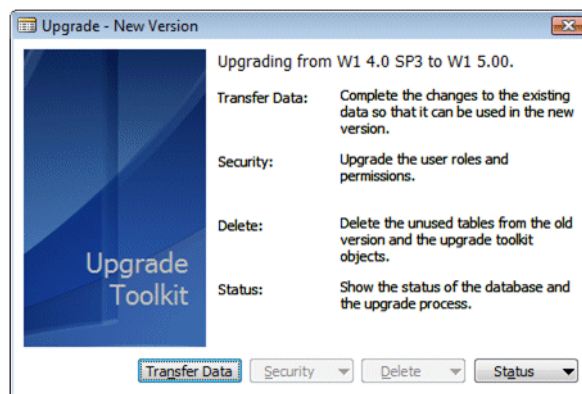 Upgrade - New Version
Upgrading from W1 4.0 SP3 to W1 5.00.
Transfer Data:
Complete the changes to the existing
data so that it can be used in the new
version.
Security:
Upgrade the user roles and
permissions.
Delete:
Delete the unused tables from the old
version and the upgrade toolkit
objects.
Status:
Show the status of the database and
the upgrade process.
Upgrade
Toolkit
Transfer Data
Security
Delete
Status